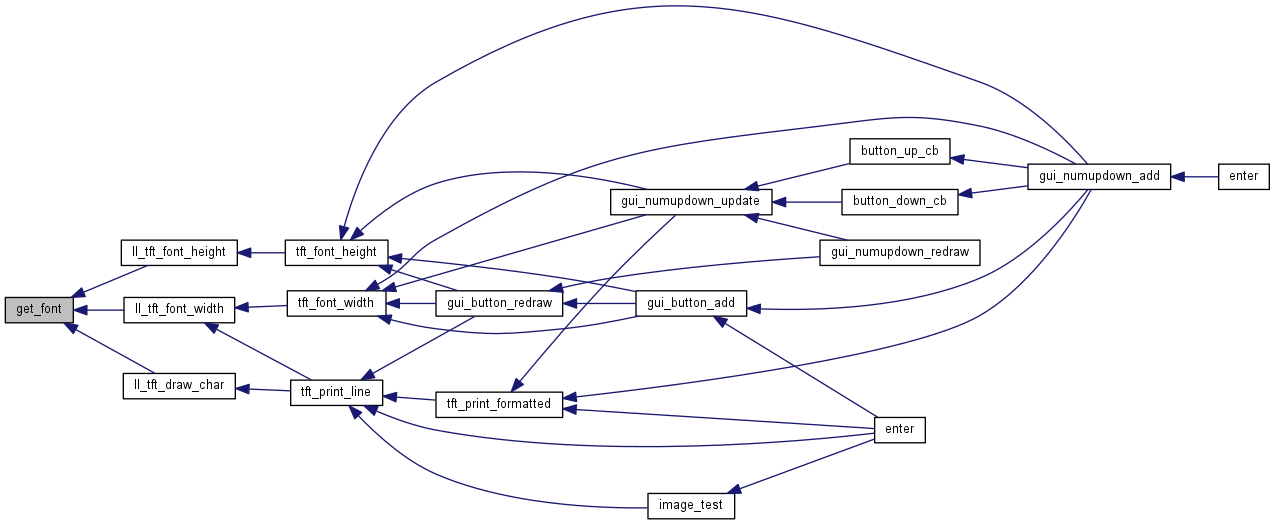 button_up_cb
gui_numupdown_add
enter
gui_numupdown_update
button_down_cb
ll_tft_font_height
tft_font_height
gui_numupdown_redraw
get_font
ll_tft_font_width
tft_font_width
gui_button_redraw
gui_button_add
ll_tft_draw_char
tft_print_line
tft_print_formatted
enter
image_test